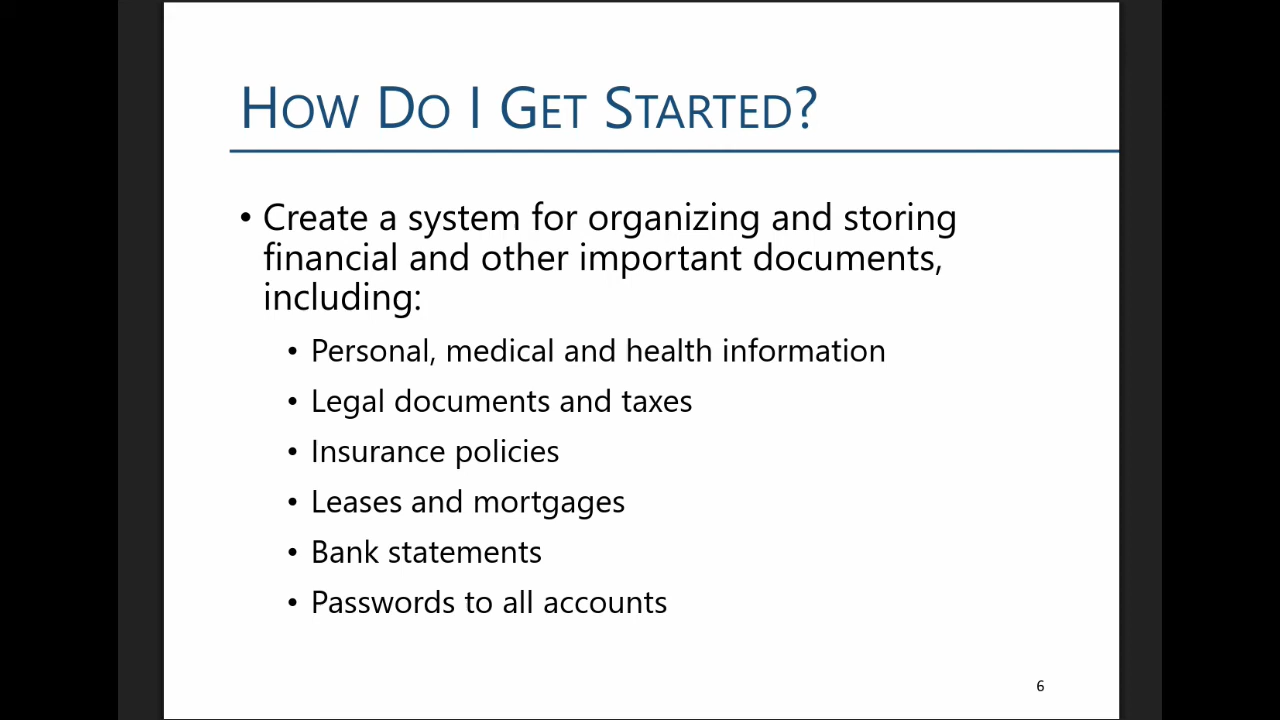 How Do I Get Started?
• Create a system for organizing and storing
financial and other important documents,
including:
• Personal, medical and health information
• Legal documents and taxes
• Insurance policies
• Leases and mortgages
• Bank statements
• Passwords to all accounts
6